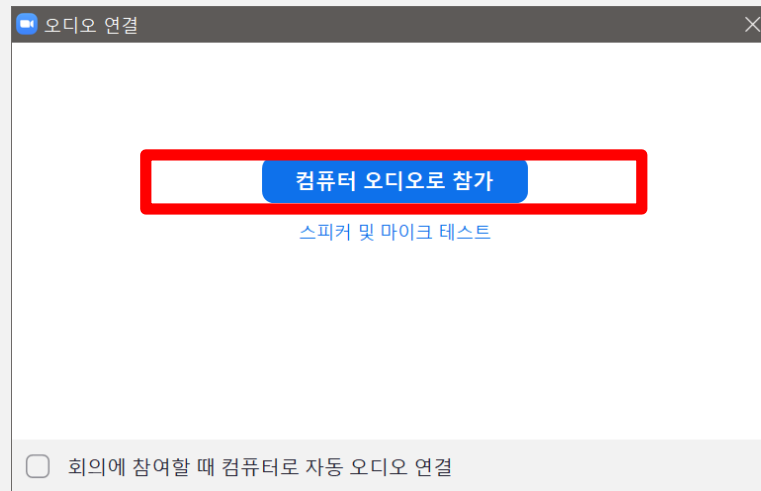 오디오 연결
컴퓨터 오디오로 참가
스피커 및 마이크 테스트
회의에 참여할 때 컴퓨터로 자동 오디오 연결